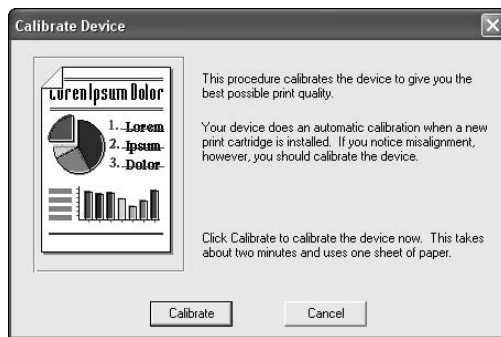 Calibrate Device
Lorem Ipsum Dolor
1. Lorem
2. Ipsum
3. Dolor
This procedure calibrates the device to give you the
best possible print quality.
Your device does an automatic calibration when a new
print cartridge is installed. If you notice misalignment,
however, you should calibrate the device.
Click Calibrate to calibrate the device now. This takes
about two minutes and uses one sheet of paper.
Calibrate
Cancel